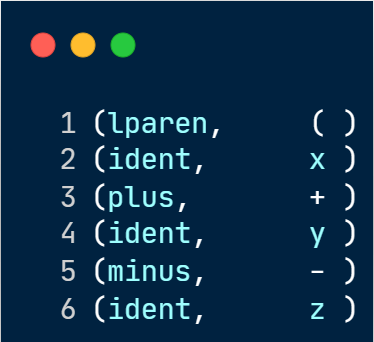 1 (lparen,      ( )
2 (ident,       x )
3 (plus,        + )
4 (ident,       y )
5 (minus,       - )
6 (ident,       z )